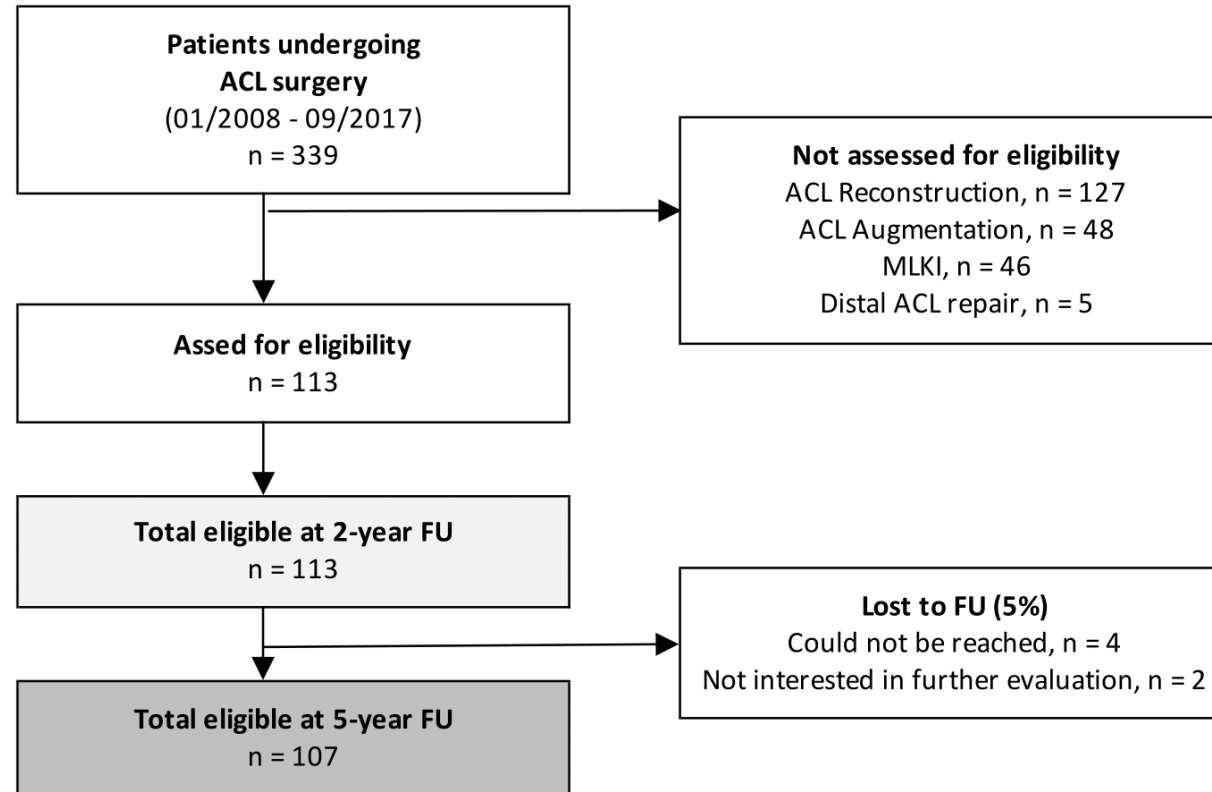 Patients undergoing
ACL surgery
(01/2008 - 09/2017)
n = 339
Not assessed for eligibility
ACL Reconstruction, n = 127
ACL Augmentation, n = 48
MLKI, n = 46
Distal ACL repair, n = 5
Assed for eligibility
n = 113
Total eligible at 2-year FU
n = 113
Lost to FU (5%)
Could not be reached, n = 4
Not interested in further evaluation, n = 2
Total eligible at 5-year FU
n = 107